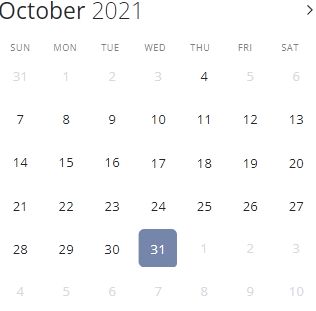 October 2021
SUN MON TUE WED THU FRI SAT
31 1 2 3 4 5 6
7 8 9 10 11 12 13
14 15 16 17 18 19 20
21 22 23 24 25 26 27
28 29 30 31 1 2 3
4 5 6 7 8 9 10